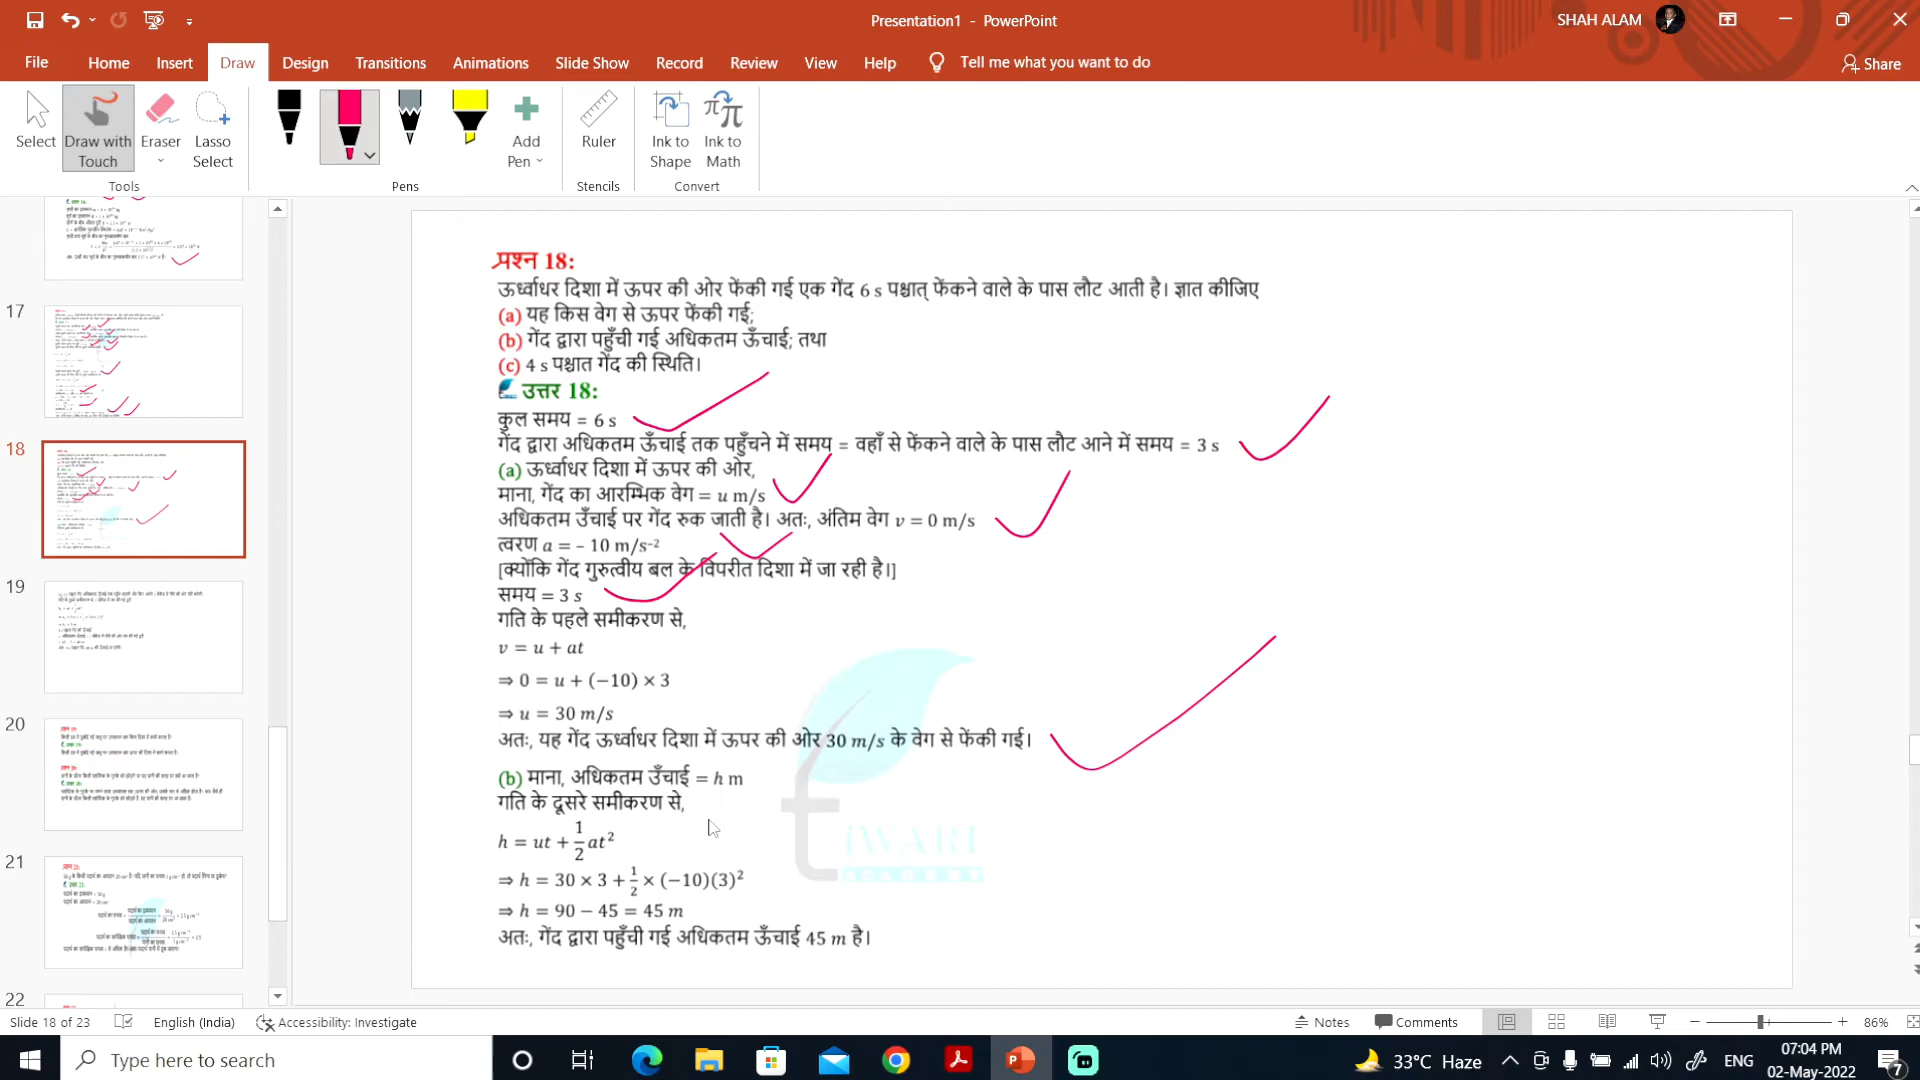 Presentation1 - PowerPoint
SHAH ALAM
File Home Insert Draw Design Transitions Animations Slide Show Record Review View Help Tell me what you want to do
Share
Select
Draw with Touch
Eraser
Lasso Select
Add Pen
Ruler
Ink to Shape
Ink to Math
Tools Pens Stencils Convert
17
18
19
20
21
22
प्रश्न 18:
ऊर्ध्वाधर दिशा में ऊपर की ओर फेंकी गई एक गेंद 6 s पश्चात् फेंकने वाले के पास लौट आती है। ज्ञात कीजिए
(a) यह किस वेग से ऊपर फेंकी गई;
(b) गेंद द्वारा पहुँची गई अधिकतम ऊँचाई; तथा
(c) 4 s पश्चात गेंद की स्थिति।
उत्तर 18:
कुल समय = 6 s
गेंद द्वारा अधिकतम ऊँचाई तक पहुँचने में समय = वहाँ से फेंकने वाले के पास लौट आने में समय = 3 s
(a) ऊर्ध्वाधर दिशा में ऊपर की ओर,
माना, गेंद का आरम्भिक वेग = u m/s
अधिकतम उँचाई पर गेंद रुक जाती है। अतः, अंतिम वेग v = 0 m/s
त्वरण a = – 10 m/s⁻²
[क्योंकि गेंद गुरुत्वीय बल के विपरीत दिशा में जा रही है।]
समय = 3 s
गति के पहले समीकरण से,
v = u + at
⇒ 0 = u + (−10) × 3
⇒ u = 30 m/s
अतः, यह गेंद ऊर्ध्वाधर दिशा में ऊपर की ओर 30 m/s के वेग से फेंकी गई।
(b) माना, अधिकतम उँचाई = h m
गति के दूसरे समीकरण से,
h = ut + 1/2 at²
⇒ h = 30 × 3 + 1/2 × (−10)(3)²
⇒ h = 90 − 45 = 45 m
अतः, गेंद द्वारा पहुँची गई अधिकतम ऊँचाई 45 m है।
tIWARI
Slide 18 of 23 English (India) Accessibility: Investigate
Notes Comments 86%
Type here to search
33°C Haze
ENG
07:04 PM
02-May-2022
7